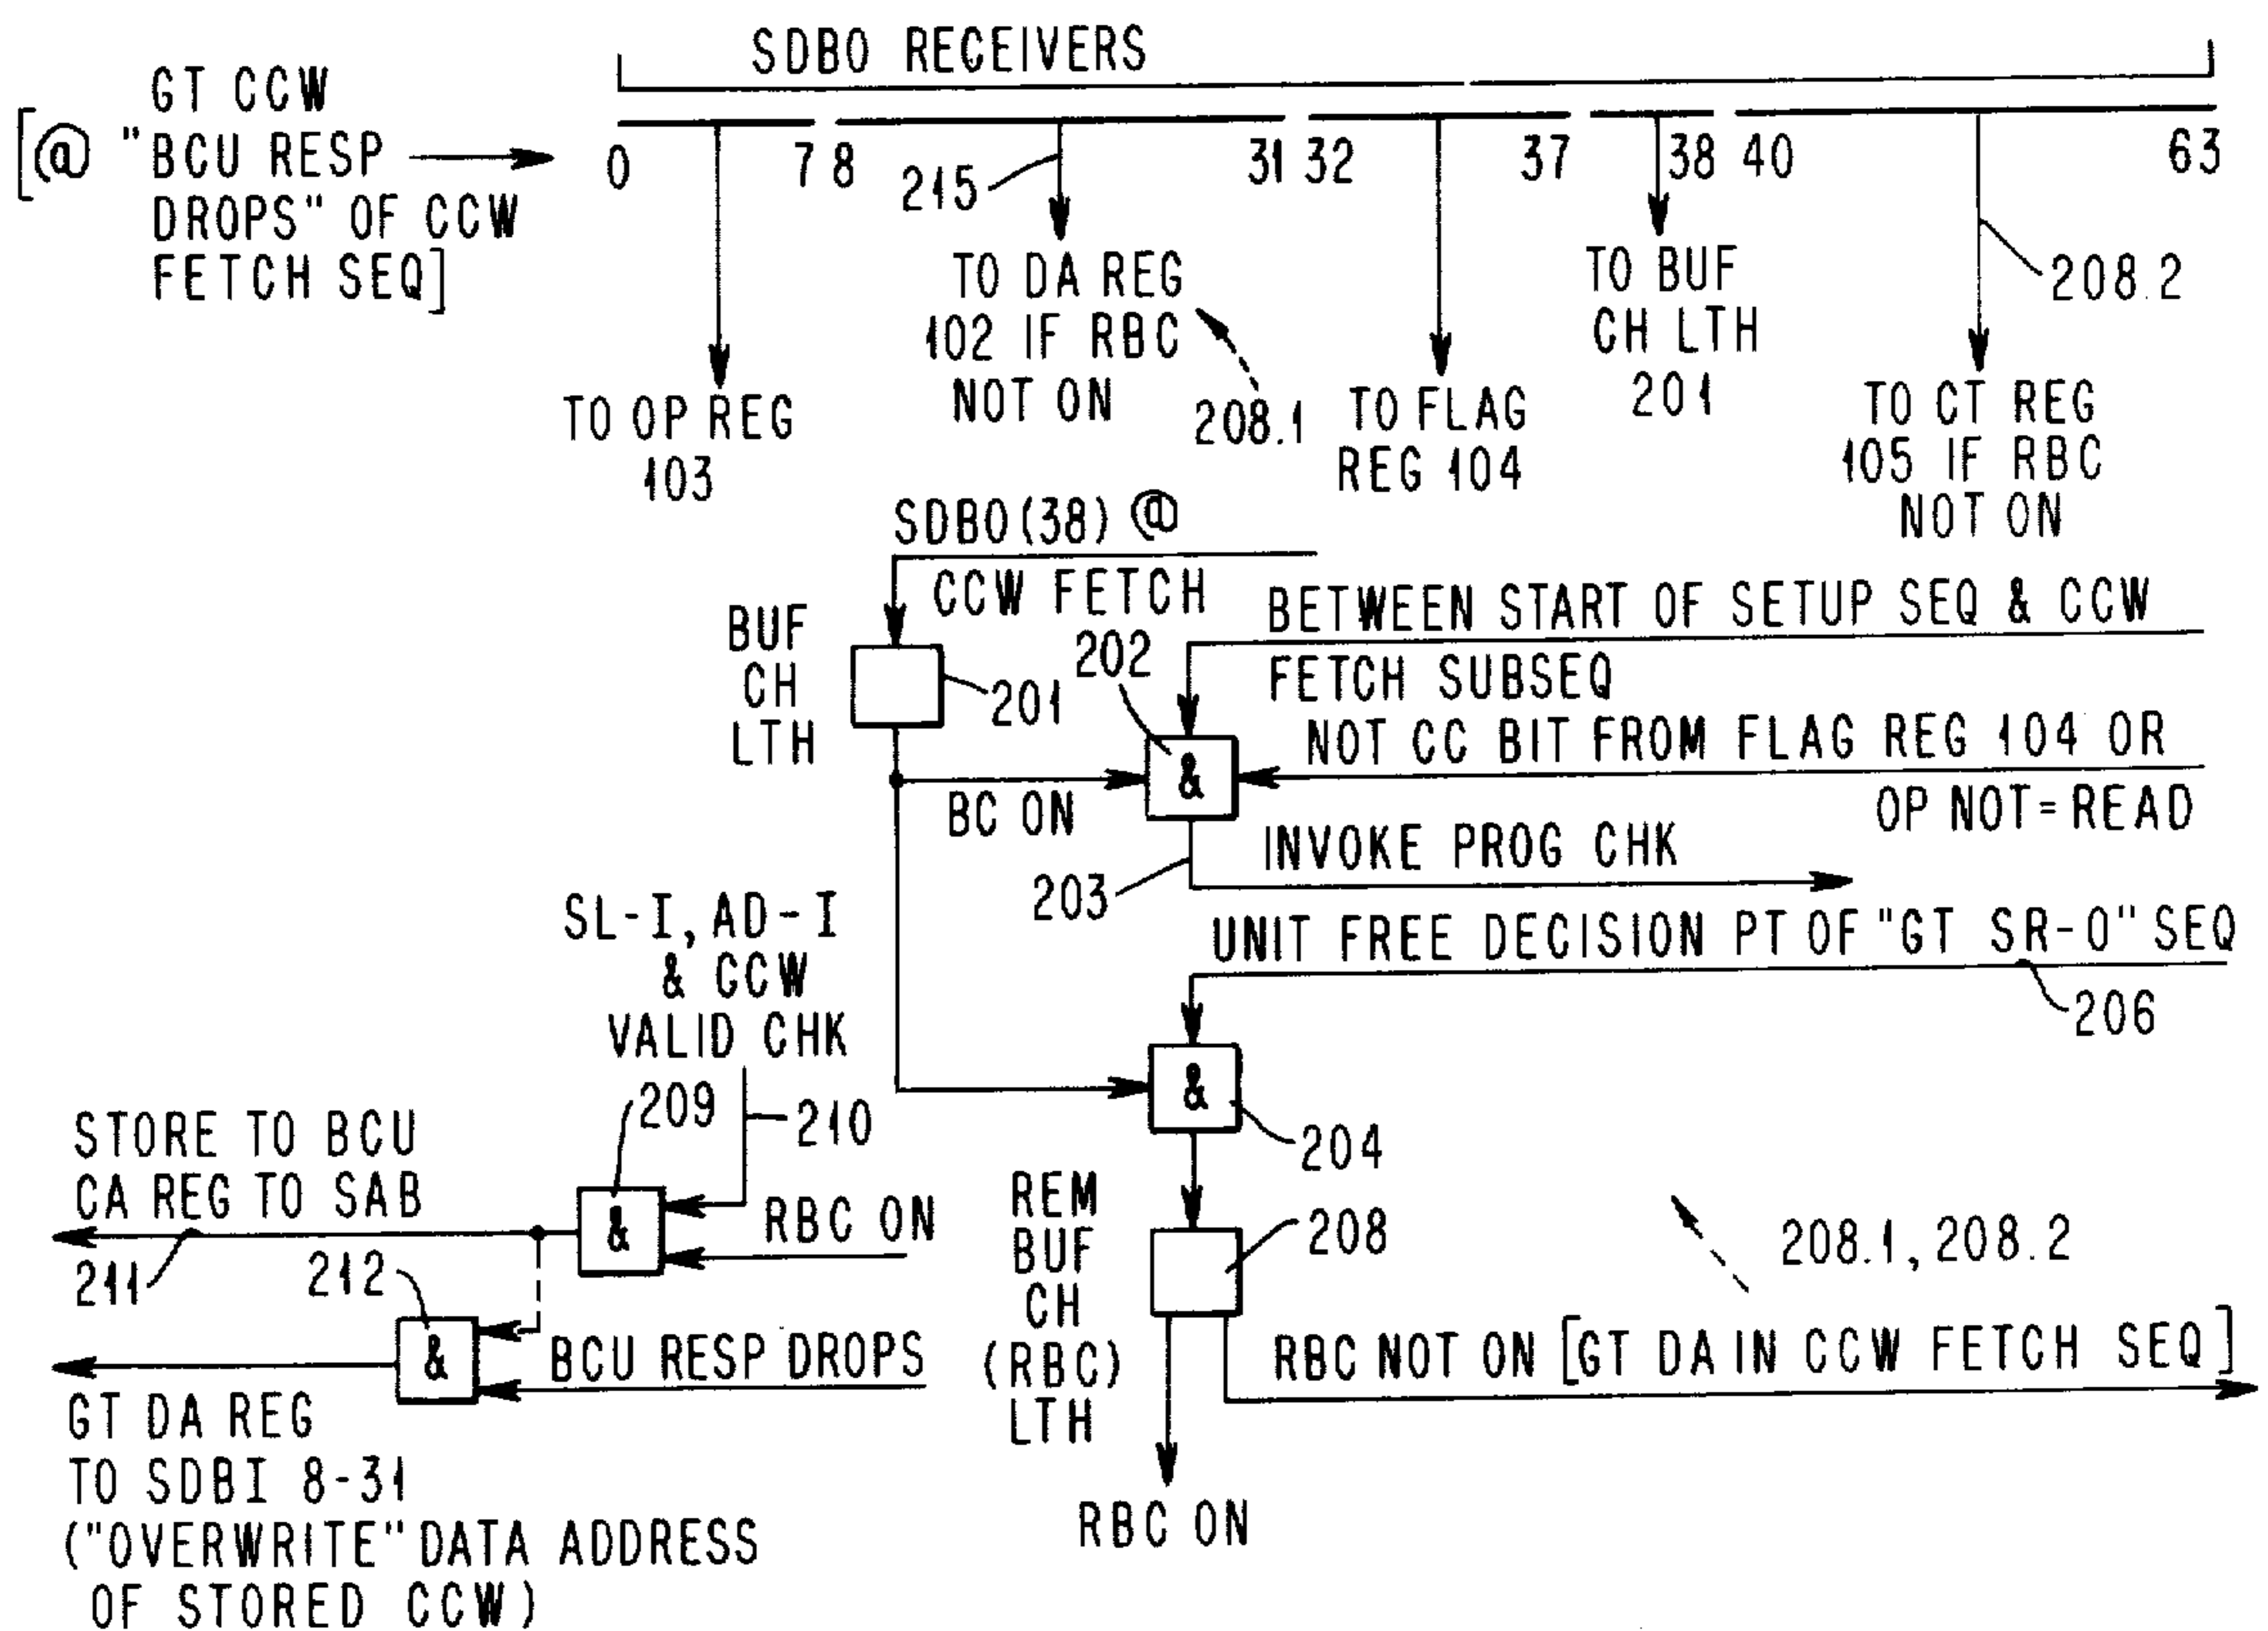 SDBO RECEIVERS
GT CCW
[@ "BCU RESP
DROPS" OF CCW
FETCH SEQ]
0 7 8 31 32 37 38 40 63
215
208.2
TO OP REG
103
TO DA REG
102 IF RBC
NOT ON
208.1
TO FLAG
REG 104
TO BUF
CH LTH
201
TO CT REG
105 IF RBC
NOT ON
SDBO(38) @
CCW FETCH
BUF
CH
LTH
201
202
BETWEEN START OF SETUP SEQ & CCW
FETCH SUBSEQ
NOT CC BIT FROM FLAG REG 104 OR
OP NOT = READ
&
BC ON
INVOKE PROG CHK
203
UNIT FREE DECISION PT OF "GT SR-O" SEQ
206
SL-I, AD-I
& CCW
VALID CHK
209
210
&
204
STORE TO BCU
CA REG TO SAB
211
&
RBC ON
212
&
BCU RESP DROPS
GT DA REG
TO SDBI 8-31
("OVERWRITE" DATA ADDRESS
OF STORED CCW)
REM
BUF
CH
(RBC)
LTH
208
208.1, 208.2
RBC NOT ON [GT DA IN CCW FETCH SEQ]
RBC ON